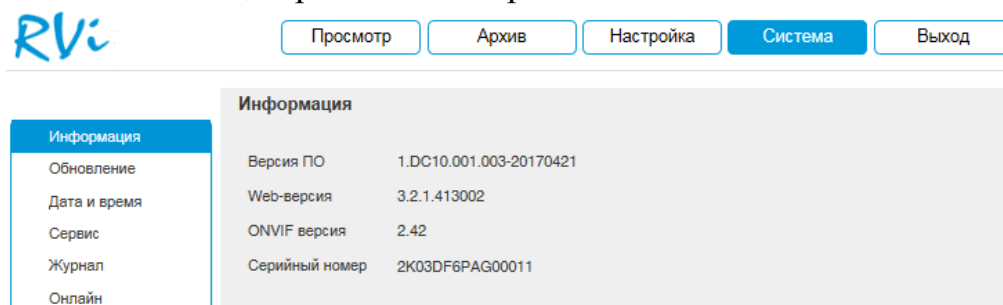 RVi
Просмотр Архив Настройка Система Выход
Информация
Информация
Обновление
Дата и время
Сервис
Журнал
Онлайн
Версия ПО 1.DC10.001.003-20170421
Web-версия 3.2.1.413002
ONVIF версия 2.42
Серийный номер 2K03DF6PAG00011